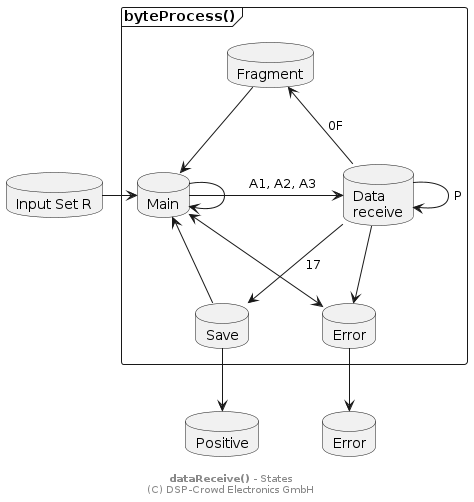 byteProcess()
Fragment
0F
A1, A2, A3
Input Set R
Main
Data
receive
P
17
Save
Error
Positive
Error
dataReceive() - States
(C) DSP-Crowd Electronics GmbH